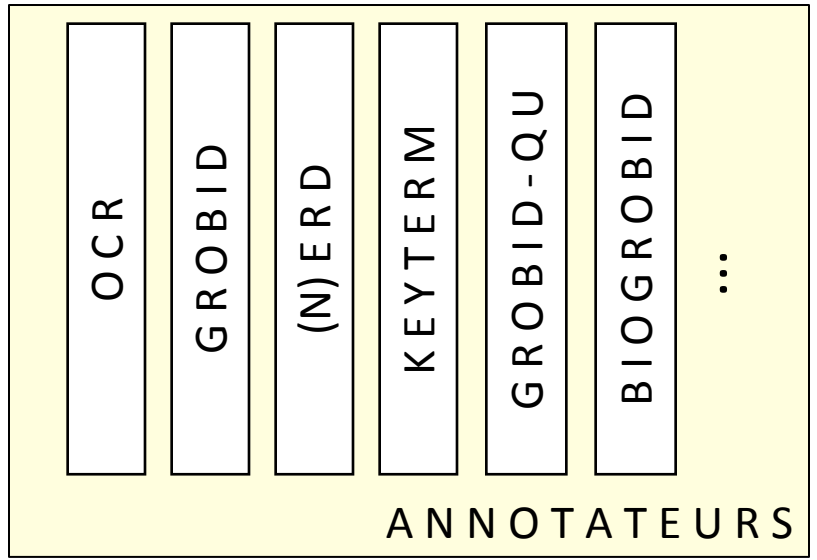 OCR
GROBID
(N)ERD
KEYTERM
GROBID-QU
BIOGROBID
...
ANNOTATEURS